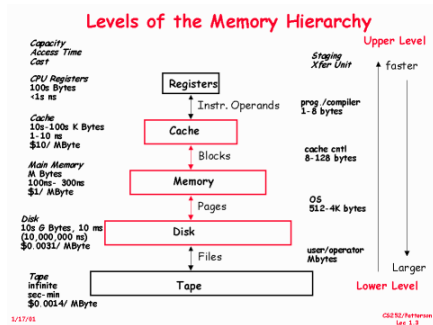 Levels of the Memory Hierarchy
Capacity
Access Time
Cost
CPU Registers
100s Bytes
<1s ns
Cache
10s-100s K Bytes
1-10 ns
$10/ MByte
Main Memory
M Bytes
100ns- 300ns
$1/ MByte
Disk
10s G Bytes, 10 ms
(10,000,000 ns)
$0.0031/ MByte
Tape
infinite
sec-min
$0.0014/ MByte
Registers
Instr. Operands
Cache
Blocks
Memory
Pages
Disk
Files
Tape
Staging
Xfer Unit
prog./compiler
1-8 bytes
cache cntl
8-128 bytes
OS
512-4K bytes
user/operator
Mbytes
Upper Level
faster
Larger
Lower Level
1/17/01
CS252/Patterson
Lec 1.3